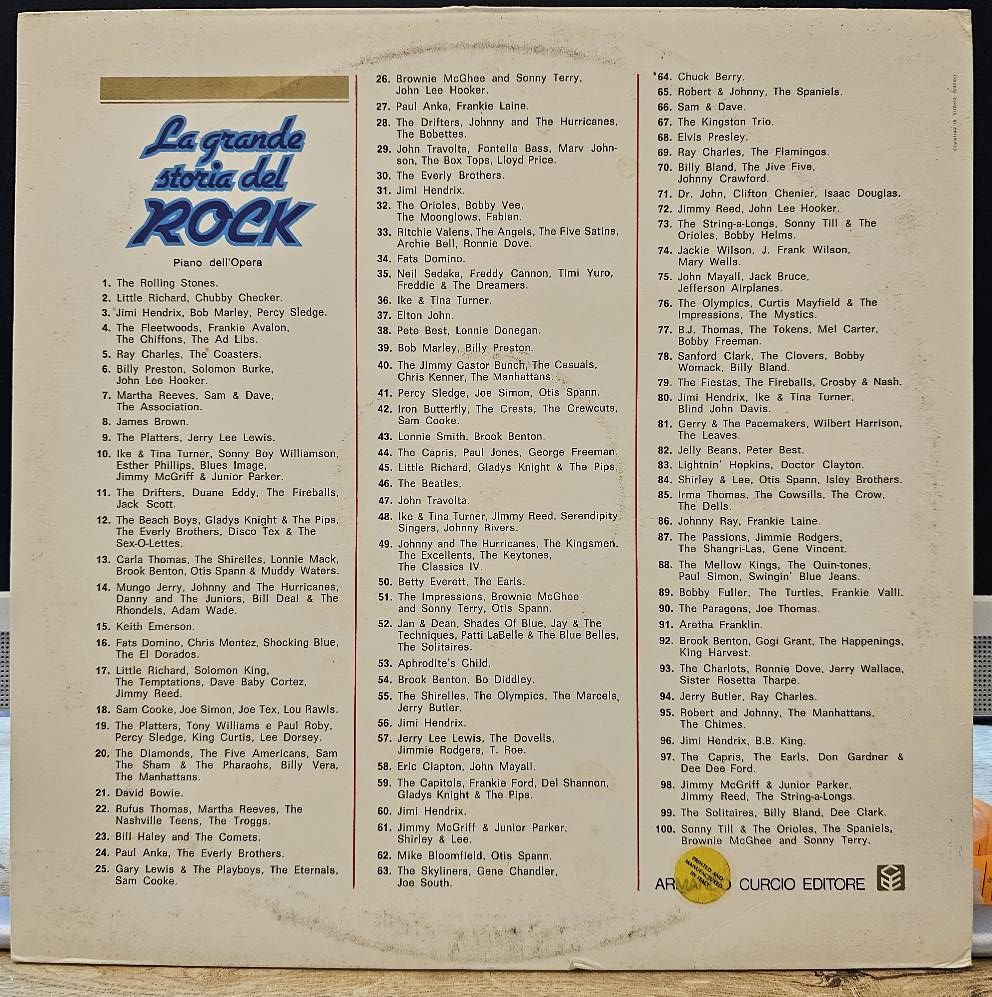 La grande
storia del
ROCK
Piano dell'Opera
1. The Rolling Stones.
2. Little Richard, Chubby Checker.
3. Jimi Hendrix, Bob Marley, Percy Sledge.
4. The Fleetwoods, Frankie Avalon,
The Chiffons, The Ad Libs.
5. Ray Charles, The Coasters.
6. Billy Preston, Solomon Burke,
John Lee Hooker.
7. Martha Reeves, Sam & Dave,
The Association.
8. James Brown.
9. The Platters, Jerry Lee Lewis.
10. Ike & Tina Turner, Sonny Boy Williamson,
Esther Phillips, Blues Image,
Jimmy McGriff & Junior Parker.
11. The Drifters, Duane Eddy, The Fireballs,
Jack Scott.
12. The Beach Boys, Gladys Knight & The Pips,
The Everly Brothers, Disco Tex & The
Sex-O-Lettes.
13. Carla Thomas, The Shirelles, Lonnie Mack,
Brook Benton, Otis Spann & Muddy Waters.
14. Mungo Jerry, Johnny and The Hurricanes,
Danny and The Juniors, Bill Deal & The
Rhondels, Adam Wade.
15. Keith Emerson.
16. Fats Domino, Chris Montez, Shocking Blue,
The El Dorados.
17. Little Richard, Solomon King,
The Temptations, Dave Baby Cortez,
Jimmy Reed.
18. Sam Cooke, Joe Simon, Joe Tex, Lou Rawls.
19. The Platters, Tony Williams e Paul Roby,
Percy Sledge, King Curtis, Lee Dorsey.
20. The Diamonds, The Five Americans, Sam
The Sham & The Pharaohs, Billy Vera,
The Manhattans.
21. David Bowie.
22. Rufus Thomas, Martha Reeves, The
Nashville Teens, The Troggs.
23. Bill Haley and The Comets.
24. Paul Anka, The Everly Brothers.
25. Gary Lewis & The Playboys, The Eternals,
Sam Cooke.
26. Brownie McGhee and Sonny Terry,
John Lee Hooker.
27. Paul Anka, Frankie Laine.
28. The Drifters, Johnny and The Hurricanes,
The Bobettes.
29. John Travolta, Fontella Bass, Marv John-
son, The Box Tops, Lloyd Price.
30. The Everly Brothers.
31. Jimi Hendrix.
32. The Orioles, Bobby Vee,
The Moonglows, Fabian.
33. Ritchie Valens, The Angels, The Five Satins,
Archie Bell, Ronnie Dove.
34. Fats Domino.
35. Neil Sedaka, Freddy Cannon, Timi Yuro,
Freddie & The Dreamers.
36. Ike & Tina Turner.
37. Elton John.
38. Pete Best, Lonnie Donegan.
39. Bob Marley, Billy Preston.
40. The Jimmy Castor Bunch, The Casuals,
Chris Kenner, The Manhattans.
41. Percy Sledge, Joe Simon, Otis Spann.
42. Iron Butterfly, The Crests, The Crewcuts,
Sam Cooke.
43. Lonnie Smith, Brook Benton.
44. The Capris, Paul Jones, George Freeman.
45. Little Richard, Gladys Knight & The Pips.
46. The Beatles.
47. John Travolta.
48. Ike & Tina Turner, Jimmy Reed, Serendipity
Singers, Johnny Rivers.
49. Johnny and The Hurricanes, The Kingsmen.
The Excellents, The Keytones,
The Classics IV.
50. Betty Everett, The Earls.
51. The Impressions, Brownie McGhee
and Sonny Terry, Otis Spann.
52. Jan & Dean, Shades Of Blue, Jay & The
Techniques, Patti LaBelle & The Blue Belles,
The Solitaires.
53. Aphrodite's Child.
54. Brook Benton, Bo Diddley.
55. The Shirelles, The Olympics, The Marcels,
Jerry Butler.
56. Jimi Hendrix.
57. Jerry Lee Lewis, The Dovells,
Jimmie Rodgers, T. Roe.
58. Eric Clapton, John Mayall.
59. The Capitols, Frankie Ford, Del Shannon,
Gladys Knight & The Pips.
60. Jimi Hendrix.
61. Jimmy McGriff & Junior Parker,
Shirley & Lee.
62. Mike Bloomfield, Otis Spann.
63. The Skyliners, Gene Chandler,
Joe South.
64. Chuck Berry.
65. Robert & Johnny, The Spaniels.
66. Sam & Dave.
67. The Kingston Trio.
68. Elvis Presley.
69. Ray Charles, The Flamingos.
70. Billy Bland, The Jive Five,
Johnny Crawford.
71. Dr. John, Clifton Chenier, Isaac Douglas.
72. Jimmy Reed, John Lee Hooker.
73. The String-a-Longs, Sonny Till & The
Orioles, Bobby Helms.
74. Jackie Wilson, J. Frank Wilson,
Mary Wells.
75. John Mayall, Jack Bruce,
Jefferson Airplanes.
76. The Olympics, Curtis Mayfield & The
Impressions, The Mystics.
77. B.J. Thomas, The Tokens, Mel Carter,
Bobby Freeman.
78. Sanford Clark, The Clovers, Bobby
Womack, Billy Bland.
79. The Fiestas, The Fireballs, Crosby & Nash.
80. Jimi Hendrix, Ike & Tina Turner,
Blind John Davis.
81. Gerry & The Pacemakers, Wilbert Harrison,
The Leaves.
82. Jelly Beans, Peter Best.
83. Lightnin' Hopkins, Doctor Clayton.
84. Shirley & Lee, Otis Spann, Isley Brothers.
85. Irma Thomas, The Cowsills, The Crow,
The Dells.
86. Johnny Ray, Frankie Laine.
87. The Passions, Jimmie Rodgers,
The Shangri-Las, Gene Vincent.
88. The Mellow Kings, The Quin-tones,
Paul Simon, Swingin' Blue Jeans.
89. Bobby Fuller, The Turtles, Frankie Valli.
90. The Paragons, Joe Thomas.
91. Aretha Franklin.
92. Brook Benton, Gogi Grant, The Happenings,
King Harvest.
93. The Charlots, Ronnie Dove, Jerry Wallace,
Sister Rosetta Tharpe.
94. Jerry Butler, Ray Charles.
95. Robert and Johnny, The Manhattans,
The Chimes.
96. Jimi Hendrix, B.B. King.
97. The Capris, The Earls, Don Gardner &
Dee Dee Ford.
98. Jimmy McGriff & Junior Parker,
Jimmy Reed, The String-a-Longs.
99. The Solitaires, Billy Bland, Dee Clark.
100. Sonny Till & The Orioles, The Spaniels,
Brownie McGhee and Sonny Terry.
PRINTED AND
MANUFACTURED
IN ITALY
ARMANDO CURCIO EDITORE